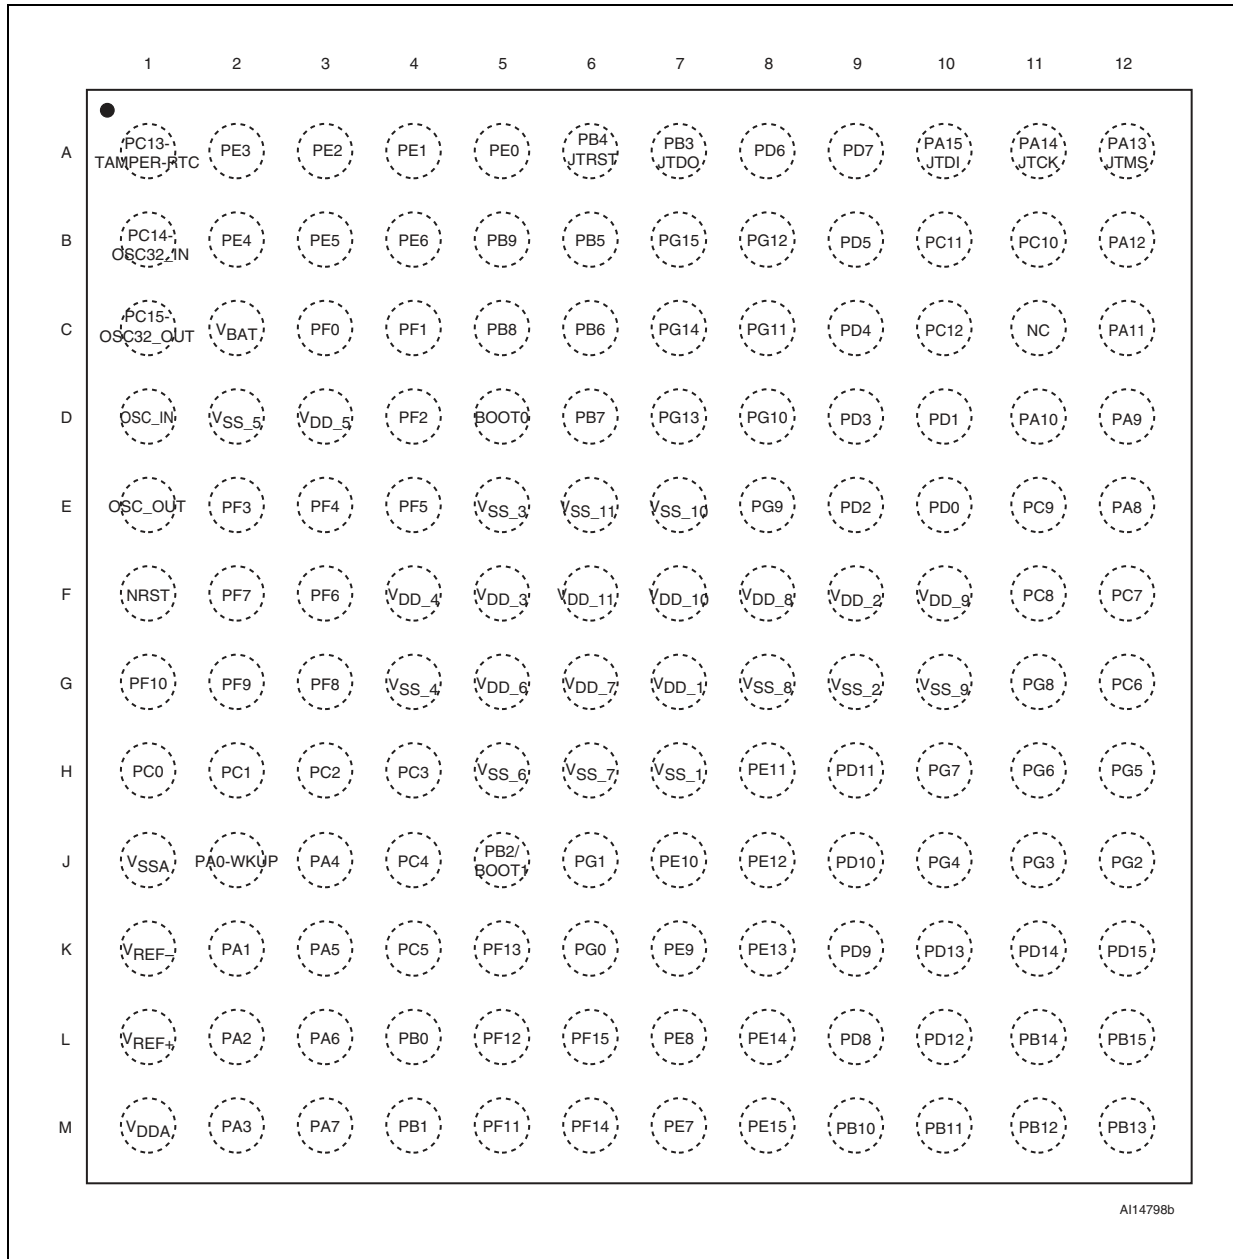 1 2 3 4 5 6 7 8 9 10 11 12
A PC13-TAMPER-RTC PE3 PE2 PE1 PE0 PB4 JTRST PB3 JTDO PD6 PD7 PA15 JTDI PA14 JTCK PA13 JTMS
B PC14-OSC32_IN PE4 PE5 PE6 PB9 PB5 PG15 PG12 PD5 PC11 PC10 PA12
C PC15-OSC32_OUT VBAT PF0 PF1 PB8 PB6 PG14 PG11 PD4 PC12 NC PA11
D OSC_IN VSS_5 VDD_5 PF2 BOOT0 PB7 PG13 PG10 PD3 PD1 PA10 PA9
E OSC_OUT PF3 PF4 PF5 VSS_3 VSS_11 VSS_10 PG9 PD2 PD0 PC9 PA8
F NRST PF7 PF6 VDD_4 VDD_3 VDD_11 VDD_10 VDD_8 VDD_2 VDD_9 PC8 PC7
G PF10 PF9 PF8 VSS_4 VDD_6 VDD_7 VDD_1 VSS_8 VSS_2 VSS_9 PG8 PC6
H PC0 PC1 PC2 PC3 VSS_6 VSS_7 VSS_1 PE11 PD11 PG7 PG6 PG5
J VSSA PA0-WKUP PA4 PC4 PB2/BOOT1 PG1 PE10 PE12 PD10 PG4 PG3 PG2
K VREF– PA1 PA5 PC5 PF13 PG0 PE9 PE13 PD9 PD13 PD14 PD15
L VREF+ PA2 PA6 PB0 PF12 PF15 PE8 PE14 PD8 PD12 PB14 PB15
M VDDA PA3 PA7 PB1 PF11 PF14 PE7 PE15 PB10 PB11 PB12 PB13
AI14798b